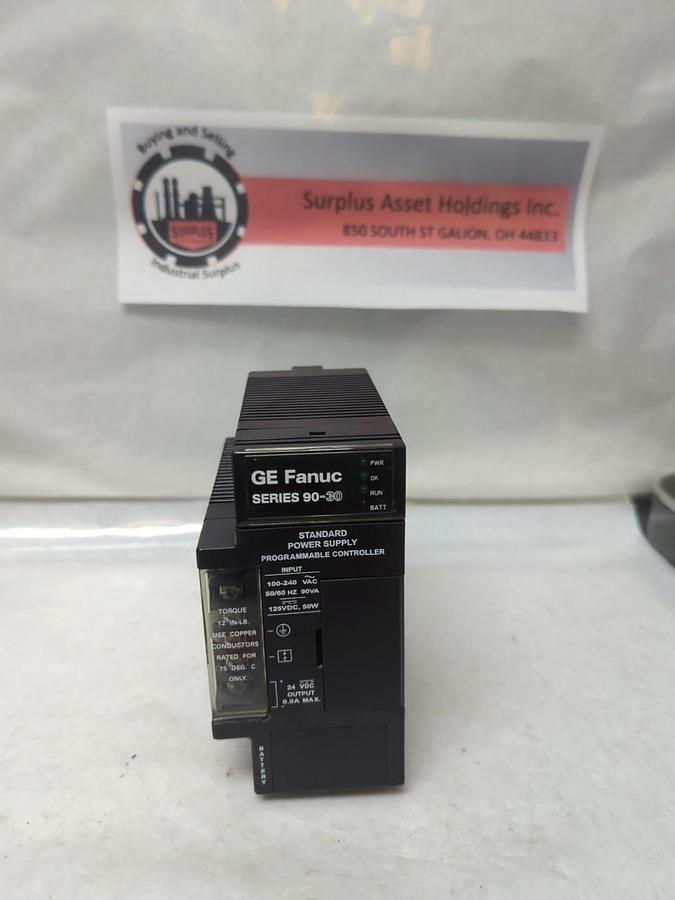 Buying and Selling
SURPLUS
Industrial Surplus
Surplus Asset Holdings Inc.
850 SOUTH ST GALION, OH 44833
GE Fanuc
SERIES 90-30
PWR
OK
RUN
BATT
STANDARD
POWER SUPPLY
PROGRAMMABLE CONTROLLER
INPUT
100-240 VAC
50/60 HZ 90VA
125VDC, 50W
TORQUE
12 IN-LB.
USE COPPER
CONDUCTORS
RATED FOR
75 DEG. C
ONLY.
24 VDC
OUTPUT
0.8A MAX.
BATTERY